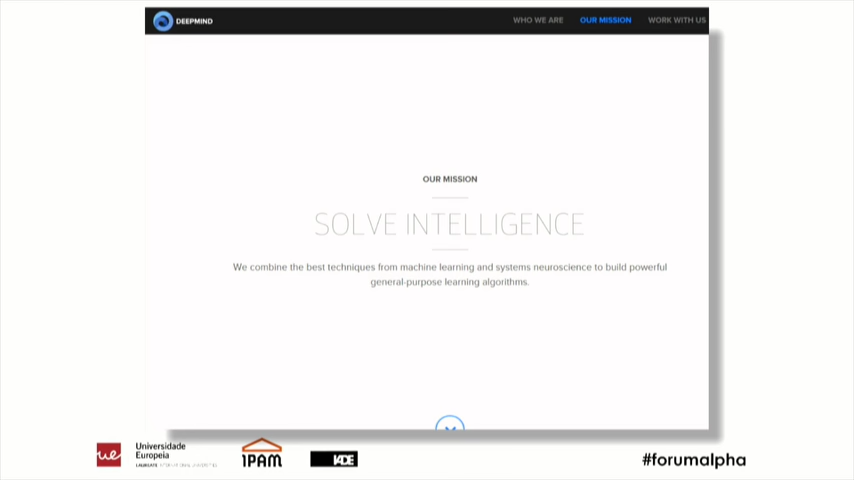 DEEPMIND
WHO WE ARE
OUR MISSION
WORK WITH US
OUR MISSION
SOLVE INTELLIGENCE
We combine the best techniques from machine learning and systems neuroscience to build powerful
general-purpose learning algorithms.
ue
Universidade
Europeia
IPAM
IADE
#forumalpha